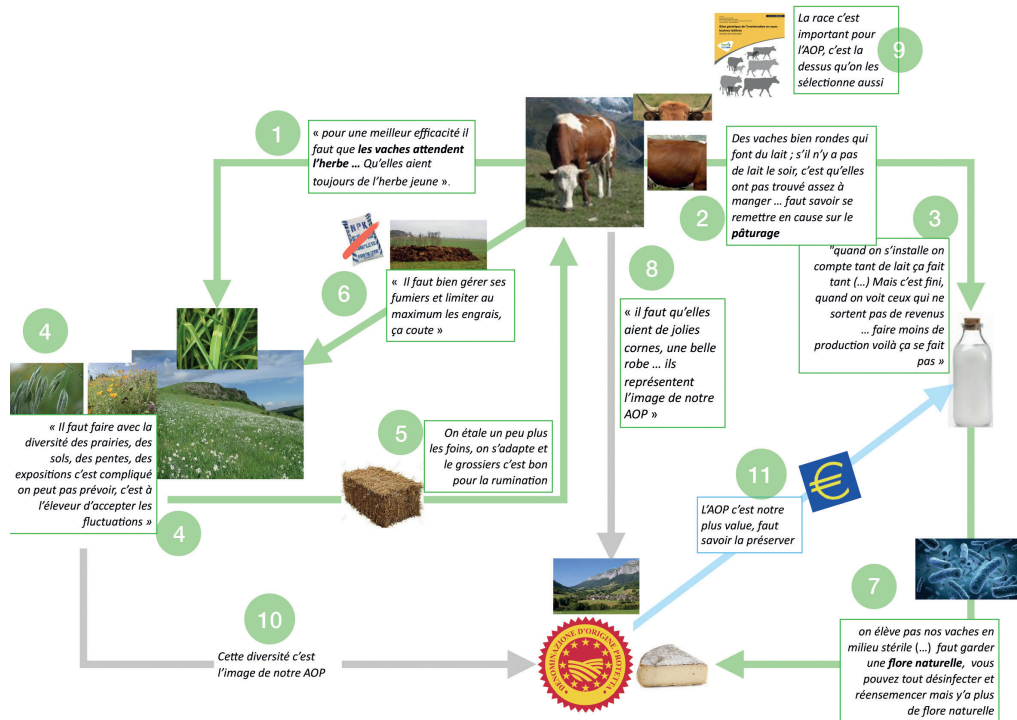 La race c'est
important pour
l'AOP, c'est la
dessus qu'on les
sélectionne aussi
9
1
« pour une meilleur efficacité il
faut que les vaches attendent
l'herbe ... Qu'elles aient
toujours de l'herbe jeune ».
Des vaches bien rondes qui
font du lait ; s'il n'y a pas
de lait le soir, c'est qu'elles
ont pas trouvé assez à
manger ... faut savoir se
remettre en cause sur le
pâturage
2
3
"quand on s'installe on
compte tant de lait ça fait
tant (...) Mais c'est fini,
quand on voit ceux qui ne
sortent pas de revenus
... faire moins de
production voilà ça se fait
pas »
NPK
6
« Il faut bien gérer ses
fumiers et limiter au
maximum les engrais,
ça coute »
8
« il faut qu'elles
aient de jolies
cornes, une belle
robe ... ils
représentent
l'image de notre
AOP »
4
« Il faut faire avec la
diversité des prairies, des
sols, des pentes, des
expositions c'est compliqué
on peut pas prévoir, c'est à
l'éleveur d'accepter les
fluctuations »
4
5
On étale un peu plus
les foins, on s'adapte et
le grossiers c'est bon
pour la rumination
11
€
L'AOP c'est notre
plus value, faut
savoir la préserver
7
on élève pas nos vaches en
milieu stérile (...) faut garder
une flore naturelle, vous
pouvez tout désinfecter et
réensemencer mais y'a plus
de flore naturelle
10
Cette diversité c'est
l'image de notre AOP
DENOMINAZIONE D'ORIGINE PROTETTA